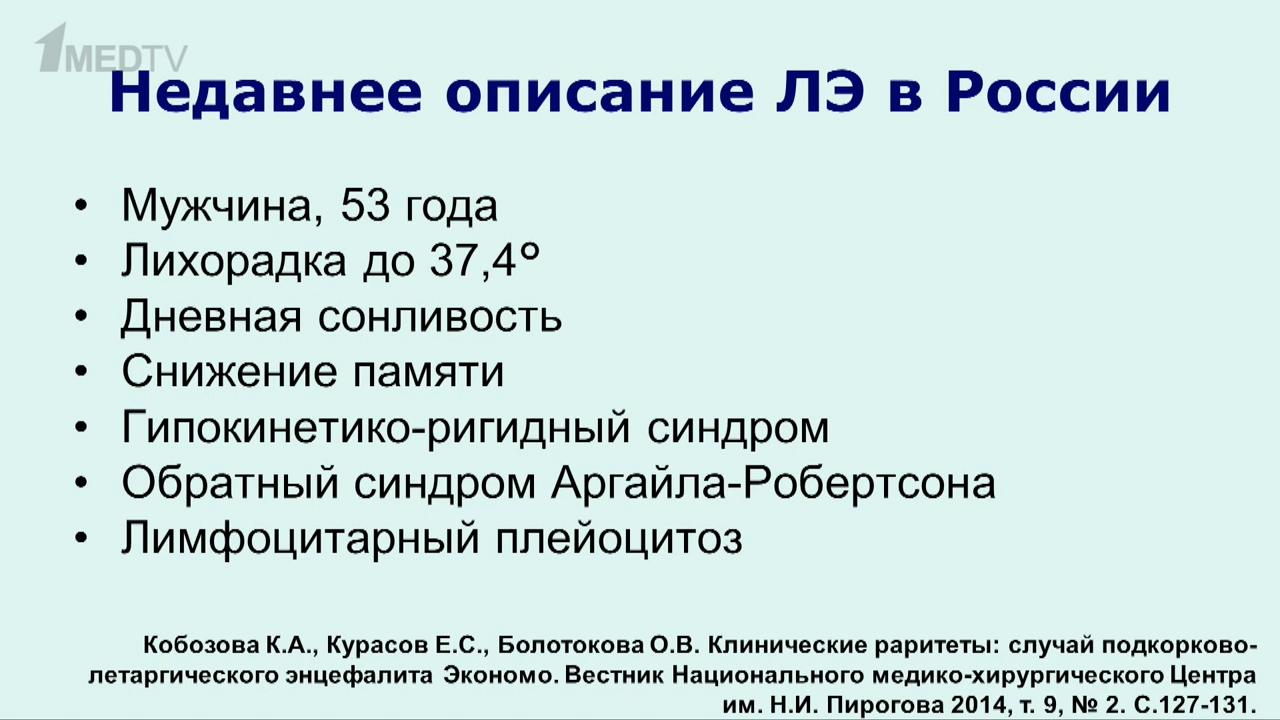 1MEDTV
Недавнее описание ЛЭ в России
• Мужчина, 53 года
• Лихорадка до 37,4º
• Дневная сонливость
• Снижение памяти
• Гипокинетико-ригидный синдром
• Обратный синдром Аргайла-Робертсона
• Лимфоцитарный плейоцитоз
Кобозова К.А., Курасов Е.С., Болотокова О.В. Клинические раритеты: случай подкорково-
летаргического энцефалита Экономо. Вестник Национального медико-хирургического Центра
им. Н.И. Пирогова 2014, т. 9, № 2. С.127-131.